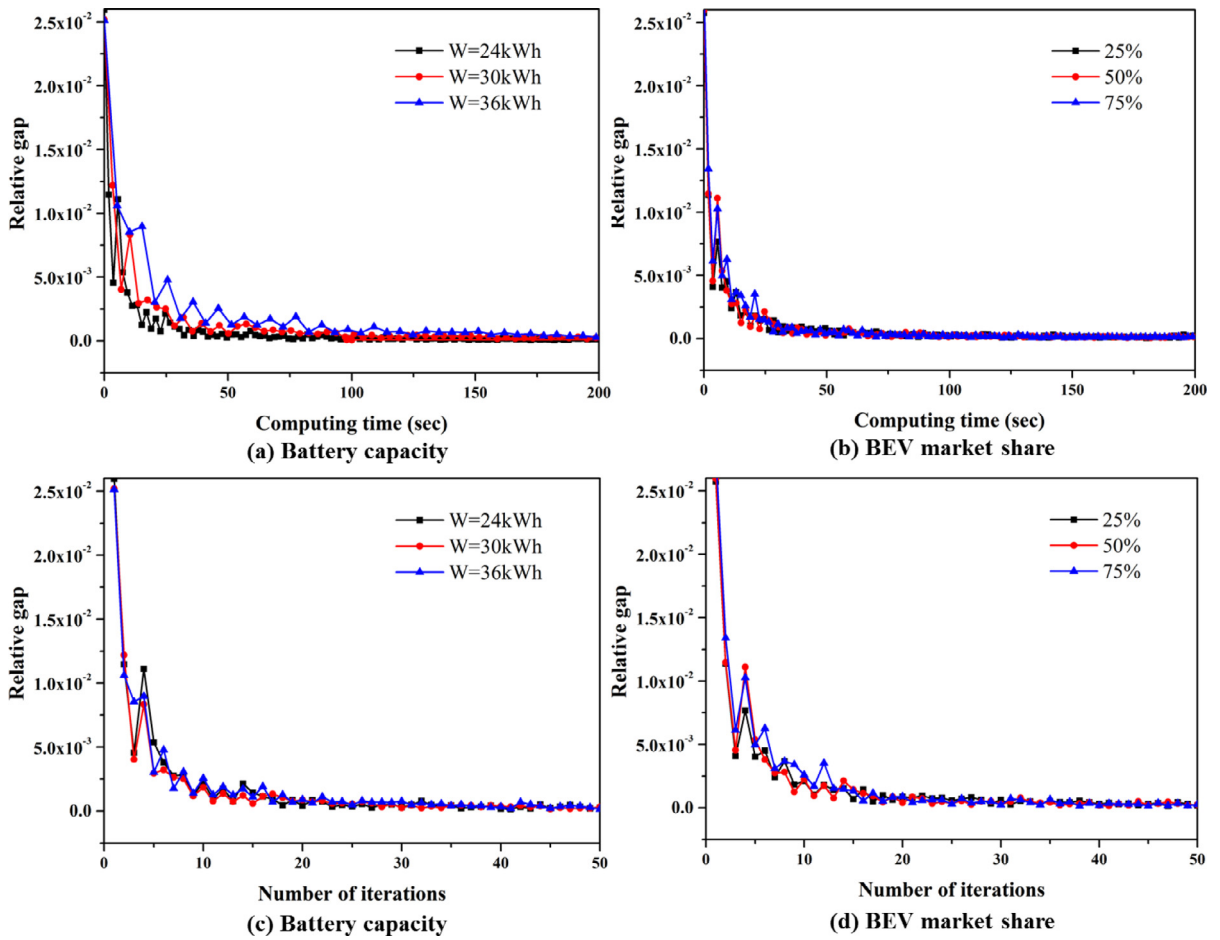 2.5x10⁻²
2.0x10⁻²
1.5x10⁻²
1.0x10⁻²
5.0x10⁻³
0.0
Relative gap
W=24kWh
W=30kWh
W=36kWh
0 50 100 150 200
Computing time (sec)
(a) Battery capacity
2.5x10⁻²
2.0x10⁻²
1.5x10⁻²
1.0x10⁻²
5.0x10⁻³
0.0
Relative gap
25%
50%
75%
0 50 100 150 200
Computing time (sec)
(b) BEV market share
2.5x10⁻²
2.0x10⁻²
1.5x10⁻²
1.0x10⁻²
5.0x10⁻³
0.0
Relative gap
W=24kWh
W=30kWh
W=36kWh
0 10 20 30 40 50
Number of iterations
(c) Battery capacity
2.5x10⁻²
2.0x10⁻²
1.5x10⁻²
1.0x10⁻²
5.0x10⁻³
0.0
Relative gap
25%
50%
75%
0 10 20 30 40 50
Number of iterations
(d) BEV market share